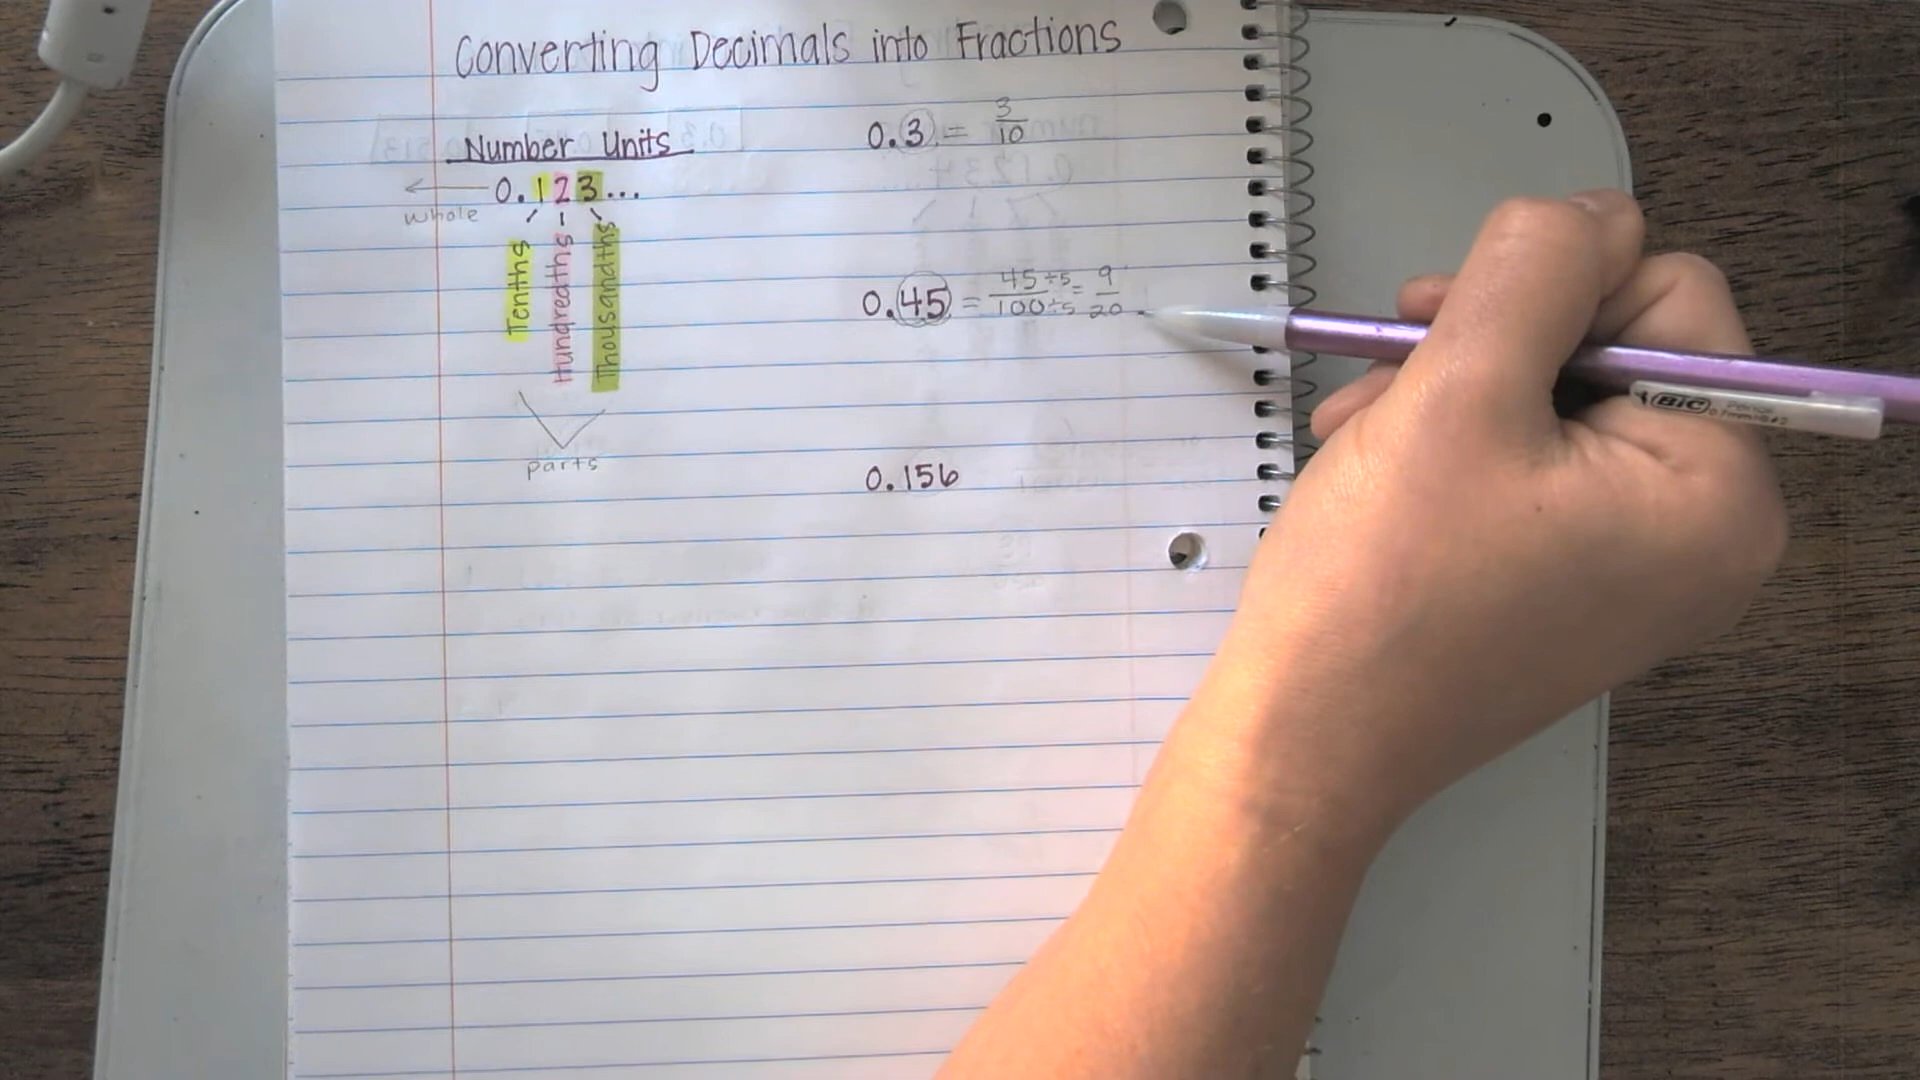 Converting Decimals into Fractions
Number Units
0.123...
whole
Tenths
Hundredths
Thousandths
parts
0.3 = 3/10
0.45 = 45÷5/100÷5 = 9/20
0.156
BiC